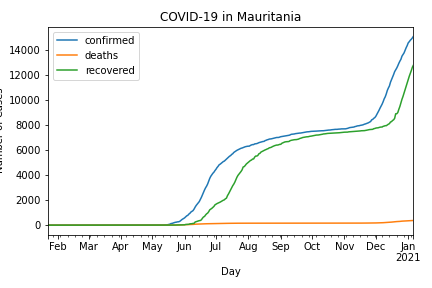 COVID-19 in Mauritania
confirmed
deaths
recovered
14000
12000
10000
8000
6000
4000
2000
0
Feb Mar Apr May Jun Jul Aug Sep Oct Nov Dec Jan
2021
Day